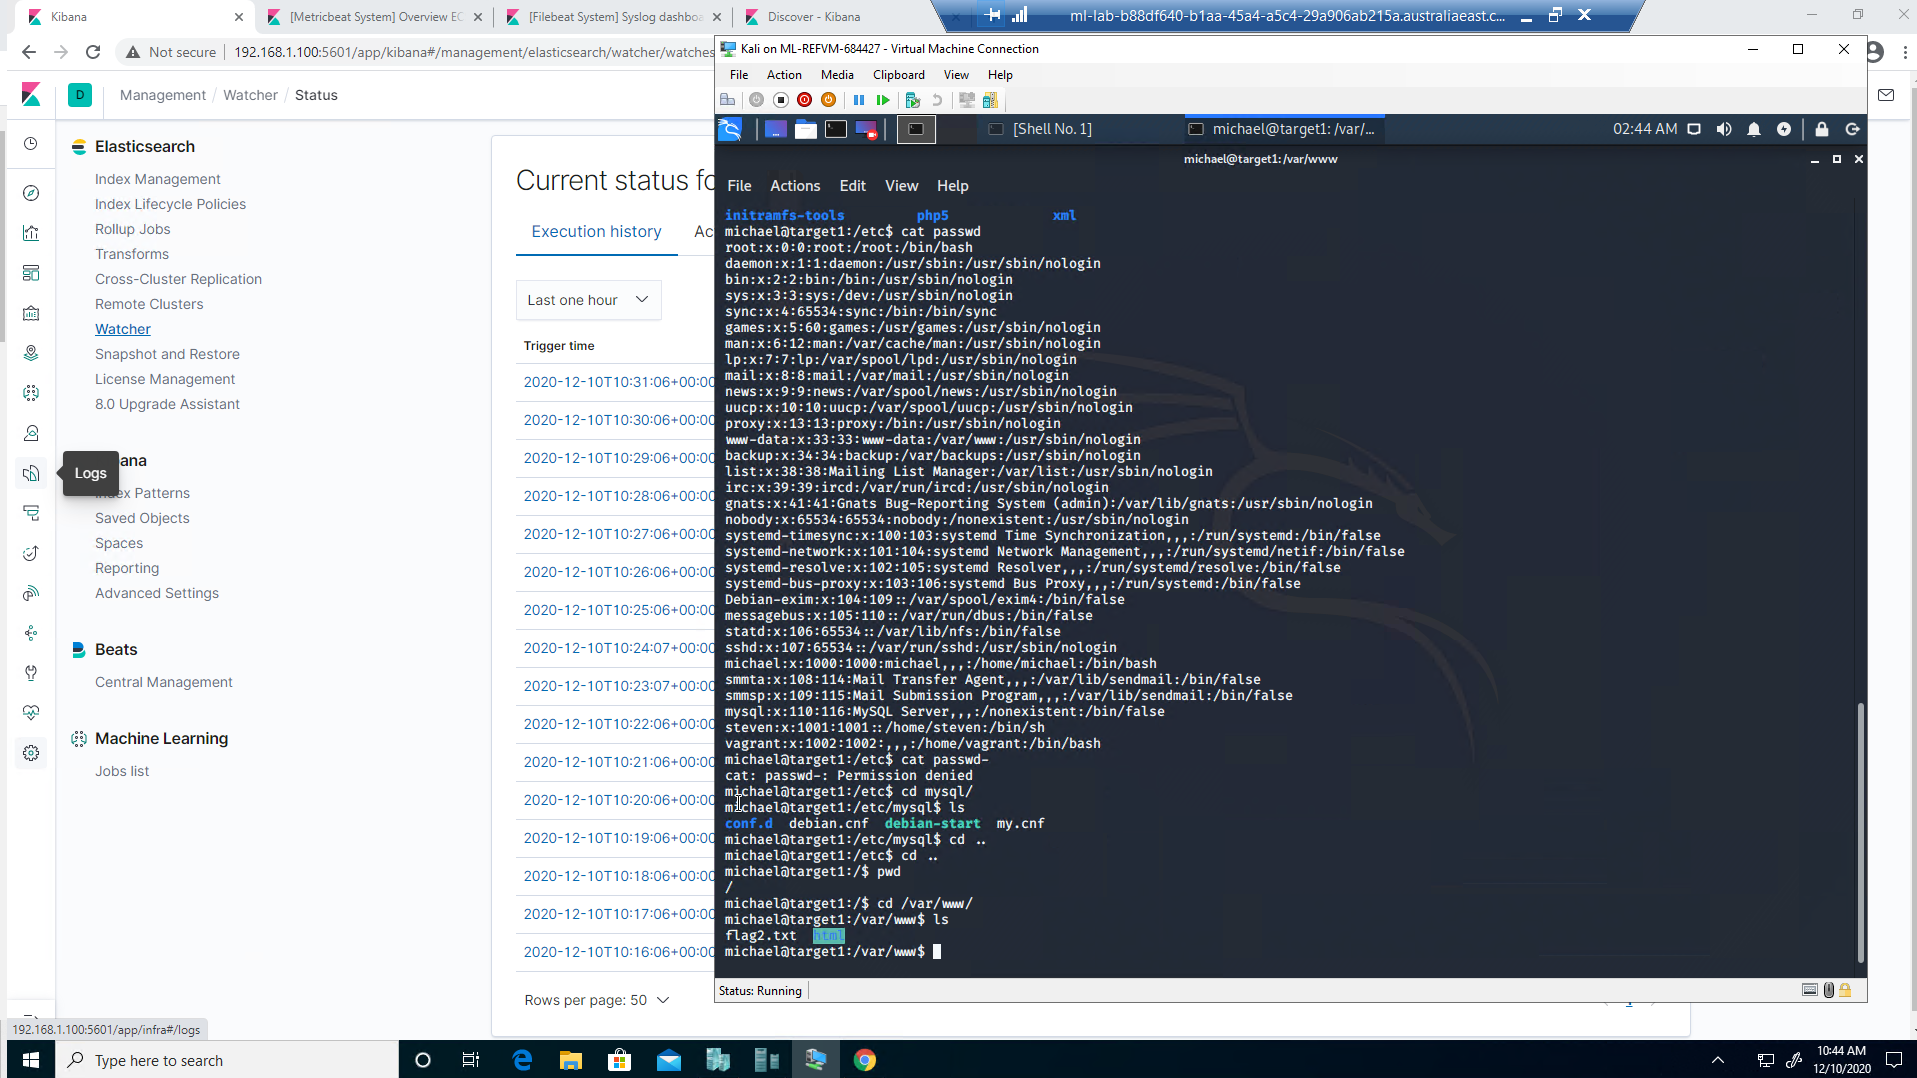 Kibana
[Metricbeat System] Overview EC
[Filebeat System] Syslog dashboa
Discover - Kibana
ml-lab-b88df640-b1aa-45a4-a5c4-29a906ab215a.australiaeast.c...
Not secure
192.168.1.100:5601/app/kibana#/management/elasticsearch/watcher/watches
D
Management / Watcher / Status
Elasticsearch
Index Management
Index Lifecycle Policies
Rollup Jobs
Transforms
Cross-Cluster Replication
Remote Clusters
Watcher
Snapshot and Restore
License Management
8.0 Upgrade Assistant
Logs
ana
ndex Patterns
Saved Objects
Spaces
Reporting
Advanced Settings
Beats
Central Management
Machine Learning
Jobs list
192.168.1.100:5601/app/infra#/logs
Current status fo
Execution history
Ac
Last one hour
Trigger time
2020-12-10T10:31:06+00:00
2020-12-10T10:30:06+00:00
2020-12-10T10:29:06+00:00
2020-12-10T10:28:06+00:00
2020-12-10T10:27:06+00:00
2020-12-10T10:26:06+00:00
2020-12-10T10:25:06+00:00
2020-12-10T10:24:07+00:00
2020-12-10T10:23:07+00:00
2020-12-10T10:22:06+00:00
2020-12-10T10:21:06+00:00
2020-12-10T10:20:06+00:00
2020-12-10T10:19:06+00:00
2020-12-10T10:18:06+00:00
2020-12-10T10:17:06+00:00
2020-12-10T10:16:06+00:00
Rows per page: 50
1
Kali on ML-REFVM-684427 - Virtual Machine Connection
File Action Media Clipboard View Help
[Shell No. 1]
michael@target1: /var/...
02:44 AM
michael@target1:/var/www
File Actions Edit View Help
initramfs-tools php5 xml
michael@target1:/etc$ cat passwd
root:x:0:0:root:/root:/bin/bash
daemon:x:1:1:daemon:/usr/sbin:/usr/sbin/nologin
bin:x:2:2:bin:/bin:/usr/sbin/nologin
sys:x:3:3:sys:/dev:/usr/sbin/nologin
sync:x:4:65534:sync:/bin:/bin/sync
games:x:5:60:games:/usr/games:/usr/sbin/nologin
man:x:6:12:man:/var/cache/man:/usr/sbin/nologin
lp:x:7:7:lp:/var/spool/lpd:/usr/sbin/nologin
mail:x:8:8:mail:/var/mail:/usr/sbin/nologin
news:x:9:9:news:/var/spool/news:/usr/sbin/nologin
uucp:x:10:10:uucp:/var/spool/uucp:/usr/sbin/nologin
proxy:x:13:13:proxy:/bin:/usr/sbin/nologin
www-data:x:33:33:www-data:/var/www:/usr/sbin/nologin
backup:x:34:34:backup:/var/backups:/usr/sbin/nologin
list:x:38:38:Mailing List Manager:/var/list:/usr/sbin/nologin
irc:x:39:39:ircd:/var/run/ircd:/usr/sbin/nologin
gnats:x:41:41:Gnats Bug-Reporting System (admin):/var/lib/gnats:/usr/sbin/nologin
nobody:x:65534:65534:nobody:/nonexistent:/usr/sbin/nologin
systemd-timesync:x:100:103:systemd Time Synchronization,,,:/run/systemd:/bin/false
systemd-network:x:101:104:systemd Network Management,,,:/run/systemd/netif:/bin/false
systemd-resolve:x:102:105:systemd Resolver,,,:/run/systemd/resolve:/bin/false
systemd-bus-proxy:x:103:106:systemd Bus Proxy,,,:/run/systemd:/bin/false
Debian-exim:x:104:109::/var/spool/exim4:/bin/false
messagebus:x:105:110::/var/run/dbus:/bin/false
statd:x:106:65534::/var/lib/nfs:/bin/false
sshd:x:107:65534::/var/run/sshd:/usr/sbin/nologin
michael:x:1000:1000:michael,,,:/home/michael:/bin/bash
smmta:x:108:114:Mail Transfer Agent,,,:/var/lib/sendmail:/bin/false
smmsp:x:109:115:Mail Submission Program,,,:/var/lib/sendmail:/bin/false
mysql:x:110:116:MySQL Server,,,:/nonexistent:/bin/false
steven:x:1001:1001::/home/steven:/bin/sh
vagrant:x:1002:1002:,,,:/home/vagrant:/bin/bash
michael@target1:/etc$ cat passwd-
cat: passwd-: Permission denied
michael@target1:/etc$ cd mysql/
michael@target1:/etc/mysql$ ls
conf.d debian.cnf debian-start my.cnf
michael@target1:/etc/mysql$ cd ..
michael@target1:/etc$ cd ..
michael@target1:/$ pwd
/
michael@target1:/$ cd /var/www/
michael@target1:/var/www$ ls
flag2.txt html
michael@target1:/var/www$
Status: Running
Type here to search
10:44 AM
12/10/2020